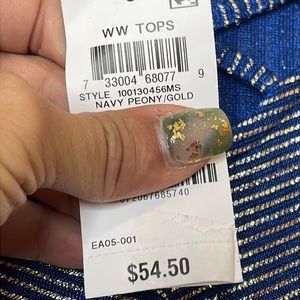 WW TOPS
7 33004 68077 9
STYLE 100130456MS
NAVY PEONY/GOLD
EA05-001
$54.50